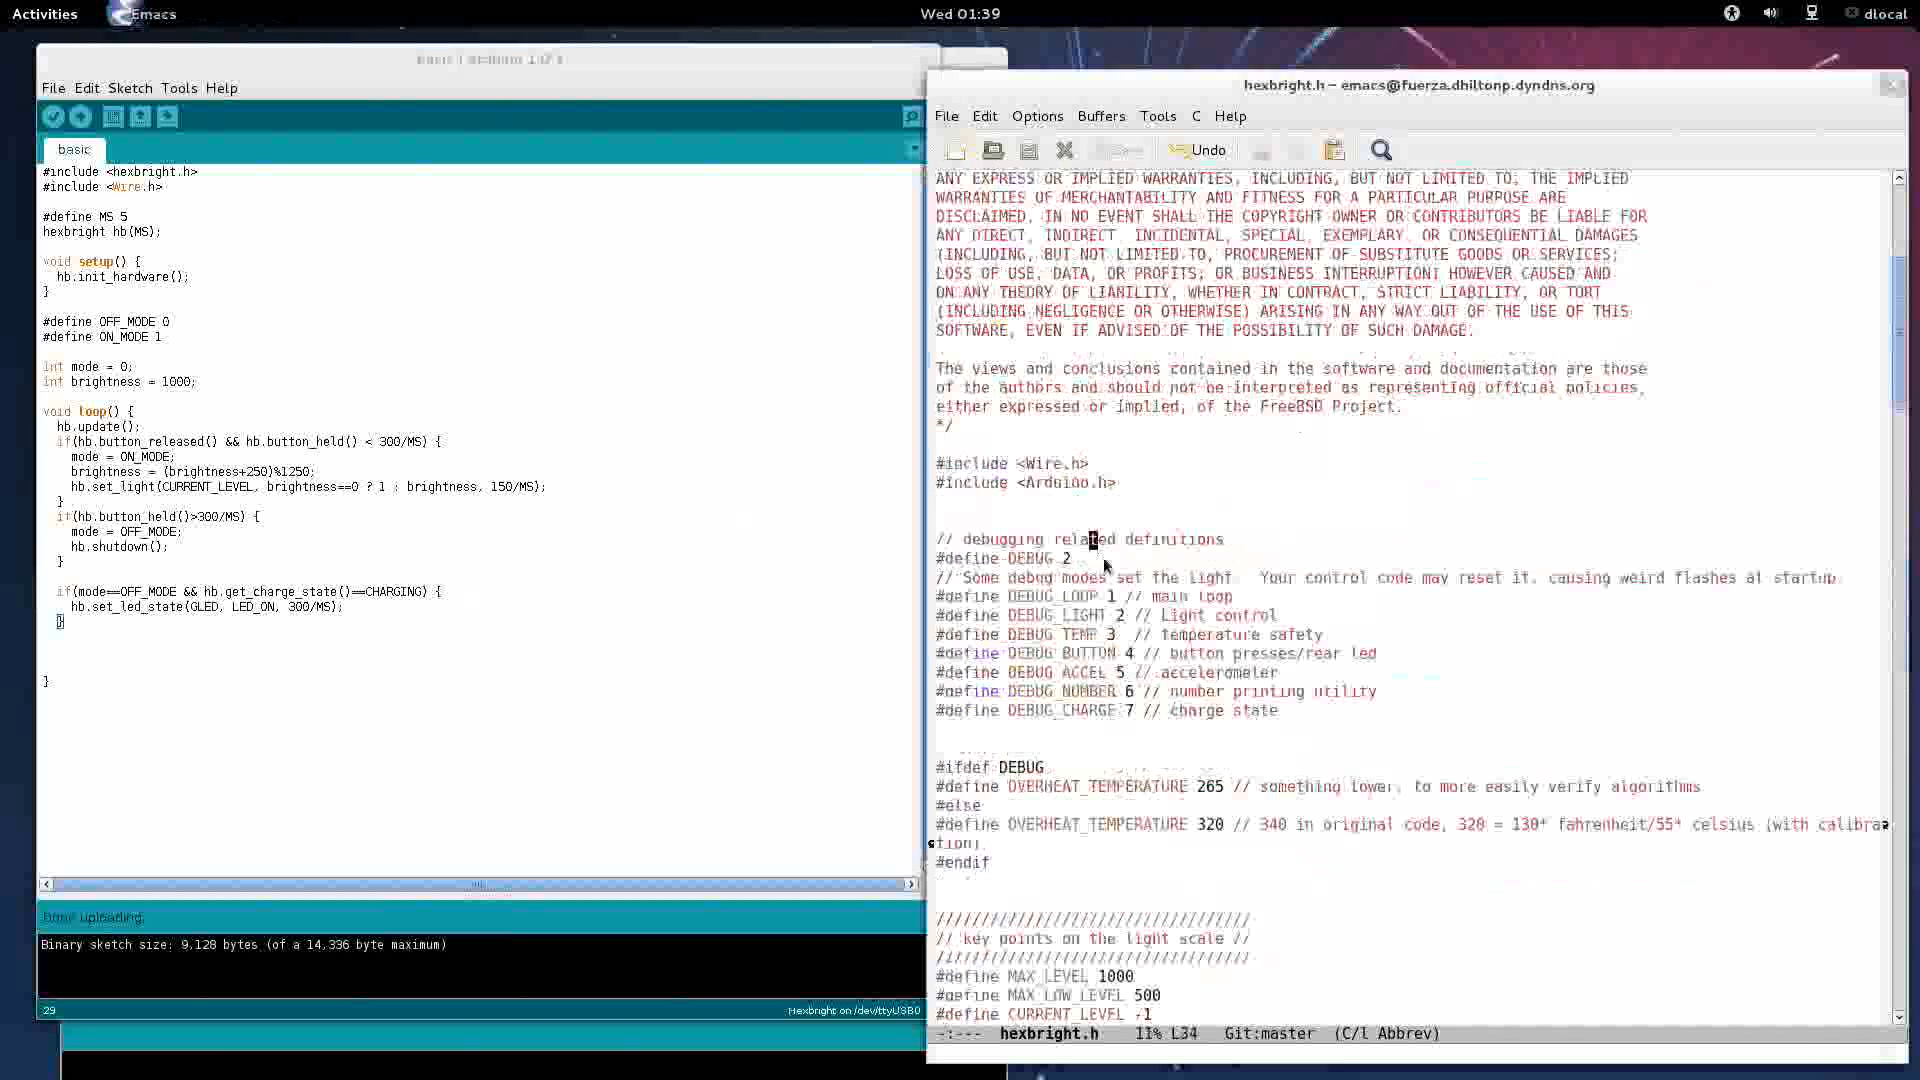 Activities
Emacs
Wed 01:39
dlocal
File Edit Sketch Tools Help
basic
#include <hexbright.h>
#include <Wire.h>
#define MS 5
hexbright hb(MS);
void setup() {
hb.init_hardware();
}
#define OFF_MODE 0
#define ON_MODE 1
int mode = 0;
int brightness = 1000;
void loop() {
hb.update();
if(hb.button_released() && hb.button_held() < 300/MS) {
mode = ON_MODE;
brightness = (brightness+250)%1250;
hb.set_light(CURRENT_LEVEL, brightness==0 ? 1 : brightness, 150/MS);
}
if(hb.button_held()>300/MS) {
mode = OFF_MODE;
hb.shutdown();
}
if(mode==OFF_MODE && hb.get_charge_state()==CHARGING) {
hb.set_led_state(GLED, LED_ON, 300/MS);
}
}
Done uploading.
Binary sketch size: 9,128 bytes (of a 14,336 byte maximum)
29
Hexbright on /dev/ttyUSB0
hexbright.h – emacs@fuerza.dhiltonp.dyndns.org
File Edit Options Buffers Tools C Help
Undo
ANY EXPRESS OR IMPLIED WARRANTIES, INCLUDING, BUT NOT LIMITED TO, THE IMPLIED
WARRANTIES OF MERCHANTABILITY AND FITNESS FOR A PARTICULAR PURPOSE ARE
DISCLAIMED, IN NO EVENT SHALL THE COPYRIGHT OWNER OR CONTRIBUTORS BE LIABLE FOR
ANY DIRECT, INDIRECT, INCIDENTAL, SPECIAL, EXEMPLARY, OR CONSEQUENTIAL DAMAGES
(INCLUDING, BUT NOT LIMITED TO, PROCUREMENT OF SUBSTITUTE GOODS OR SERVICES;
LOSS OF USE, DATA, OR PROFITS; OR BUSINESS INTERRUPTION) HOWEVER CAUSED AND
ON ANY THEORY OF LIABILITY, WHETHER IN CONTRACT, STRICT LIABILITY, OR TORT
(INCLUDING NEGLIGENCE OR OTHERWISE) ARISING IN ANY WAY OUT OF THE USE OF THIS
SOFTWARE, EVEN IF ADVISED OF THE POSSIBILITY OF SUCH DAMAGE.
The views and conclusions contained in the software and documentation are those
of the authors and should not be interpreted as representing official policies,
either expressed or implied, of the FreeBSD Project.
*/
#include <Wire.h>
#include <Arduino.h>
// debugging related definitions
#define DEBUG 2
// Some debug modes set the light. Your control code may reset it, causing weird flashes at startup
#define DEBUG_LOOP 1 // main loop
#define DEBUG_LIGHT 2 // Light control
#define DEBUG_TEMP 3 // temperature safety
#define DEBUG_BUTTON 4 // button presses/rear led
#define DEBUG_ACCEL 5 // accelerometer
#define DEBUG_NUMBER 6 // number printing utility
#define DEBUG_CHARGE 7 // charge state
#ifdef DEBUG
#define OVERHEAT_TEMPERATURE 265 // something lower, to more easily verify algorithms
#else
#define OVERHEAT_TEMPERATURE 320 // 340 in original code, 320 = 130* fahrenheit/55* celsius (with calibra
tion)
#endif
///////////////////////////////////
// key points on the light scale //
///////////////////////////////////
#define MAX_LEVEL 1000
#define MAX_LOW_LEVEL 500
#define CURRENT_LEVEL -1
-:--- hexbright.h 11% L34 Git:master (C/l Abbrev)